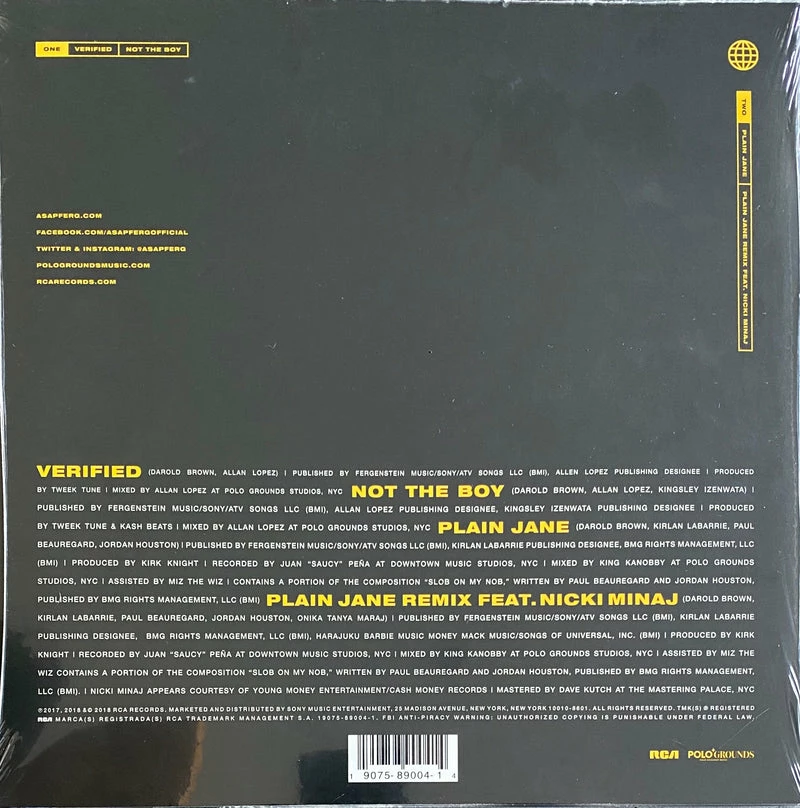 ONE VERIFIED NOT THE BOY
TWO PLAIN JANE PLAIN JANE REMIX FEAT. NICKI MINAJ
ASAPFERG.COM
FACEBOOK.COM/ASAPFERGOFFICIAL
TWITTER & INSTAGRAM: @ASAPFERG
POLOGROUNDSMUSIC.COM
RCARECORDS.COM
VERIFIED (DAROLD BROWN, ALLAN LOPEZ) | PUBLISHED BY FERGENSTEIN MUSIC/SONY/ATV SONGS LLC (BMI), ALLEN LOPEZ PUBLISHING DESIGNEE | PRODUCED
BY TWEEK TUNE | MIXED BY ALLAN LOPEZ AT POLO GROUNDS STUDIOS, NYC NOT THE BOY (DAROLD BROWN, ALLAN LOPEZ, KINGSLEY IZENWATA) |
PUBLISHED BY FERGENSTEIN MUSIC/SONY/ATV SONGS LLC (BMI), ALLAN LOPEZ PUBLISHING DESIGNEE, KINGSLEY IZENWATA PUBLISHING DESIGNEE | PRODUCED
BY TWEEK TUNE & KASH BEATS | MIXED BY ALLAN LOPEZ AT POLO GROUNDS STUDIOS, NYC PLAIN JANE (DAROLD BROWN, KIRLAN LABARRIE, PAUL
BEAUREGARD, JORDAN HOUSTON) | PUBLISHED BY FERGENSTEIN MUSIC/SONY/ATV SONGS LLC (BMI), KIRLAN LABARRIE PUBLISHING DESIGNEE, BMG RIGHTS MANAGEMENT, LLC
(BMI) | PRODUCED BY KIRK KNIGHT | RECORDED BY JUAN "SAUCY" PEÑA AT DOWNTOWN MUSIC STUDIOS, NYC | MIXED BY KING KANOBBY AT POLO GROUNDS
STUDIOS, NYC | ASSISTED BY MIZ THE WIZ | CONTAINS A PORTION OF THE COMPOSITION "SLOB ON MY NOB," WRITTEN BY PAUL BEAUREGARD AND JORDAN HOUSTON,
PUBLISHED BY BMG RIGHTS MANAGEMENT, LLC (BMI) PLAIN JANE REMIX FEAT. NICKI MINAJ (DAROLD BROWN,
KIRLAN LABARRIE, PAUL BEAUREGARD, JORDAN HOUSTON, ONIKA TANYA MARAJ) | PUBLISHED BY FERGENSTEIN MUSIC/SONY/ATV SONGS LLC (BMI), KIRLAN LABARRIE
PUBLISHING DESIGNEE, BMG RIGHTS MANAGEMENT, LLC (BMI), HARAJUKU BARBIE MUSIC MONEY MACK MUSIC/SONGS OF UNIVERSAL, INC. (BMI) | PRODUCED BY KIRK
KNIGHT | RECORDED BY JUAN "SAUCY" PEÑA AT DOWNTOWN MUSIC STUDIOS, NYC | MIXED BY KING KANOBBY AT POLO GROUNDS STUDIOS, NYC | ASSISTED BY MIZ THE
WIZ CONTAINS A PORTION OF THE COMPOSITION "SLOB ON MY NOB," WRITTEN BY PAUL BEAUREGARD AND JORDAN HOUSTON, PUBLISHED BY BMG RIGHTS MANAGEMENT,
LLC (BMI). | NICKI MINAJ APPEARS COURTESY OF YOUNG MONEY ENTERTAINMENT/CASH MONEY RECORDS | MASTERED BY DAVE KUTCH AT THE MASTERING PALACE, NYC
℗2017, 2018 &© 2018 RCA RECORDS. MARKETED AND DISTRIBUTED BY SONY MUSIC ENTERTAINMENT, 25 MADISON AVENUE, NEW YORK, NEW YORK 10010-8601. ALL RIGHTS RESERVED. TMK(S) ® REGISTERED
RCA MARCA(S) REGISTRADA(S) RCA TRADEMARK MANAGEMENT S.A. 19075-89004-1. FBI ANTI-PIRACY WARNING: UNAUTHORIZED COPYING IS PUNISHABLE UNDER FEDERAL LAW.
RCA POLO GROUNDS
1 9075-89004-1 4